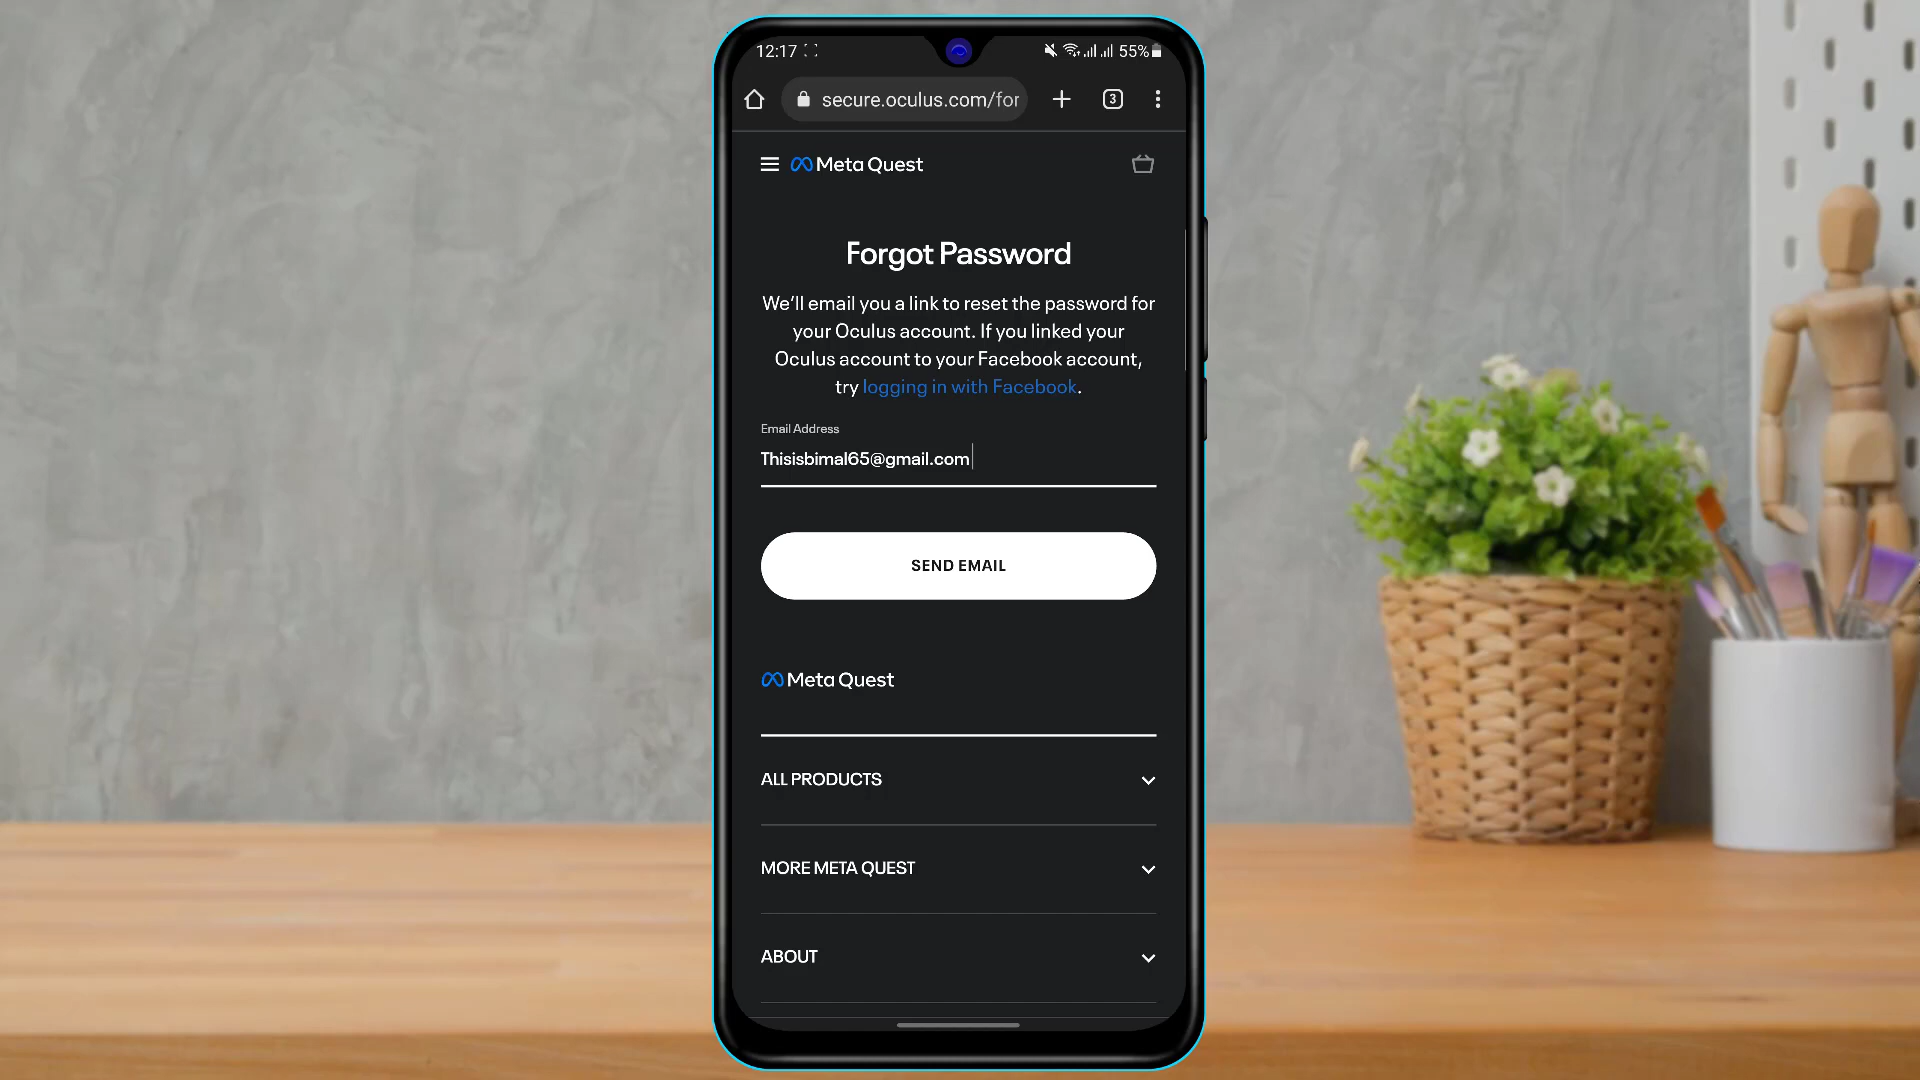 12:17
55%
secure.oculus.com/for
3
Meta Quest
Forgot Password
We'll email you a link to reset the password for
your Oculus account. If you linked your
Oculus account to your Facebook account,
try logging in with Facebook.
Email Address
Thisisbimal65@gmail.com
SEND EMAIL
Meta Quest
ALL PRODUCTS
MORE META QUEST
ABOUT